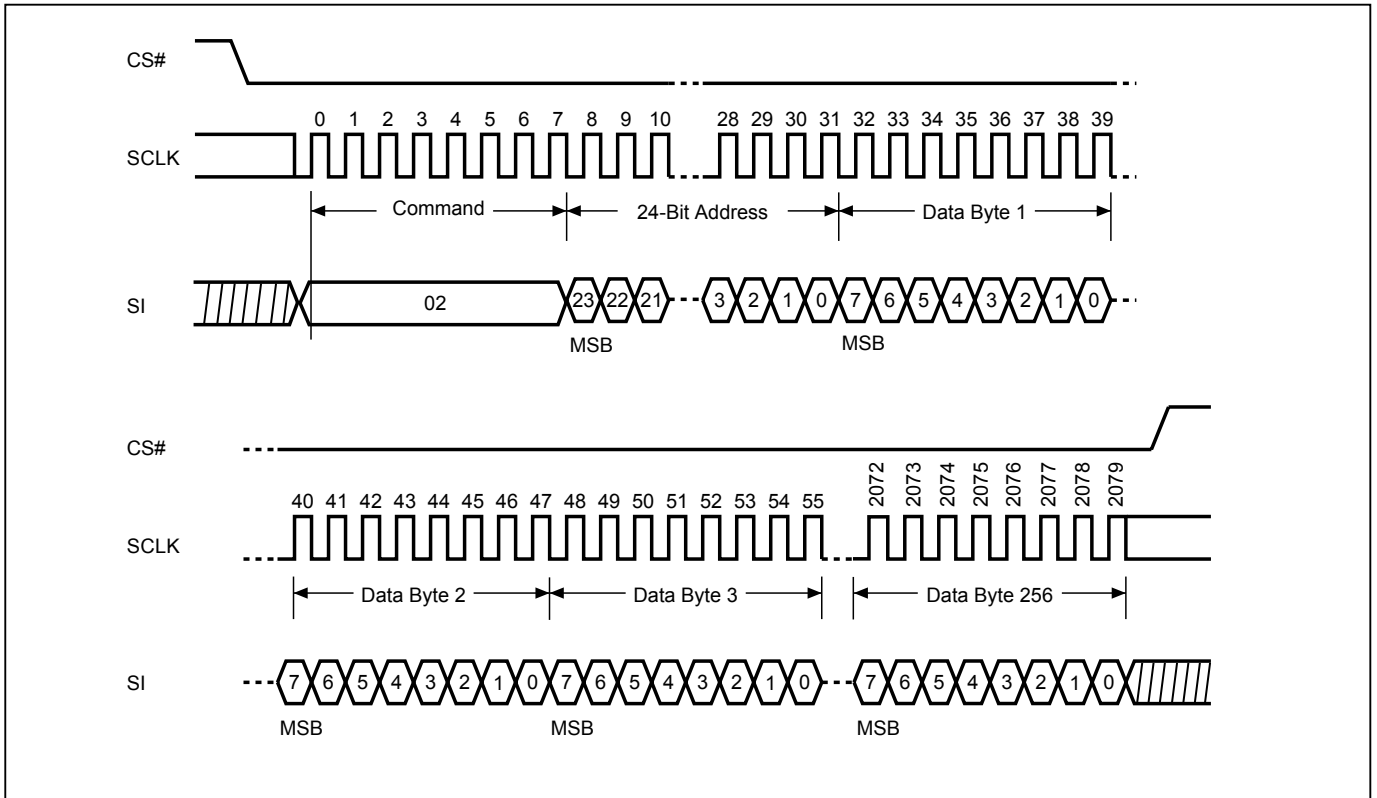 CS#
0 1 2 3 4 5 6 7 8 9 10 28 29 30 31 32 33 34 35 36 37 38 39
SCLK
Command 24-Bit Address Data Byte 1
SI 02 23 22 21 3 2 1 0 7 6 5 4 3 2 1 0
MSB MSB
CS#
2072 2073 2074 2075 2076 2077 2078 2079
40 41 42 43 44 45 46 47 48 49 50 51 52 53 54 55
SCLK
Data Byte 2 Data Byte 3 Data Byte 256
SI 7 6 5 4 3 2 1 0 7 6 5 4 3 2 1 0 7 6 5 4 3 2 1 0
MSB MSB MSB